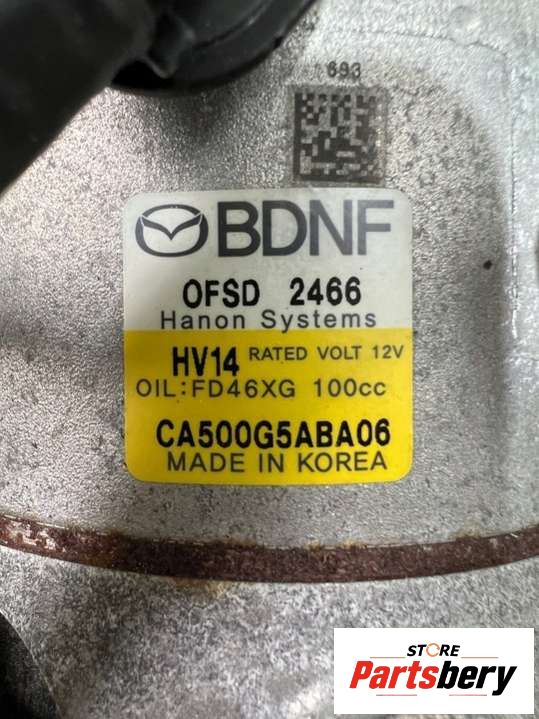 693
BDNF
OFSD 2466
Hanon Systems
HV14 RATED VOLT 12V
OIL:FD46XG 100cc
CA500G5ABA06
MADE IN KOREA
STORE
Partsbery